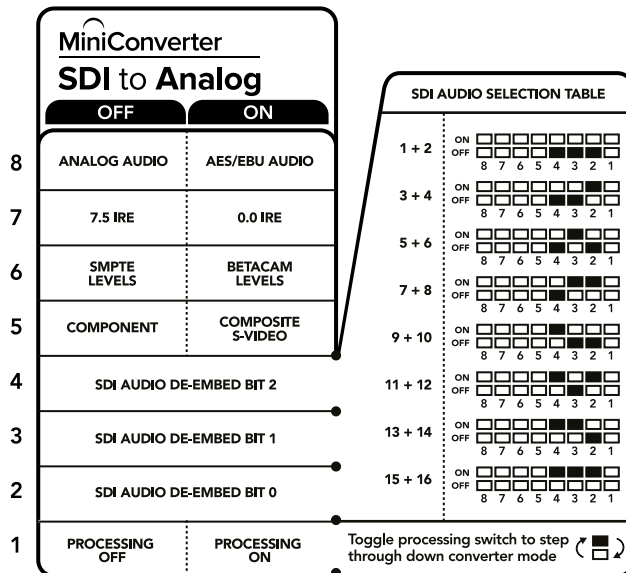 MiniConverter
SDI to Analog
OFF ON
8 ANALOG AUDIO AES/EBU AUDIO
7 7.5 IRE 0.0 IRE
6 SMPTE LEVELS BETACAM LEVELS
5 COMPONENT COMPOSITE S-VIDEO
4 SDI AUDIO DE-EMBED BIT 2
3 SDI AUDIO DE-EMBED BIT 1
2 SDI AUDIO DE-EMBED BIT 0
1 PROCESSING OFF PROCESSING ON
SDI AUDIO SELECTION TABLE
1 + 2 ON
OFF
8 7 6 5 4 3 2 1
3 + 4 ON
OFF
8 7 6 5 4 3 2 1
5 + 6 ON
OFF
8 7 6 5 4 3 2 1
7 + 8 ON
OFF
8 7 6 5 4 3 2 1
9 + 10 ON
OFF
8 7 6 5 4 3 2 1
11 + 12 ON
OFF
8 7 6 5 4 3 2 1
13 + 14 ON
OFF
8 7 6 5 4 3 2 1
15 + 16 ON
OFF
8 7 6 5 4 3 2 1
Toggle processing switch to step
through down converter mode